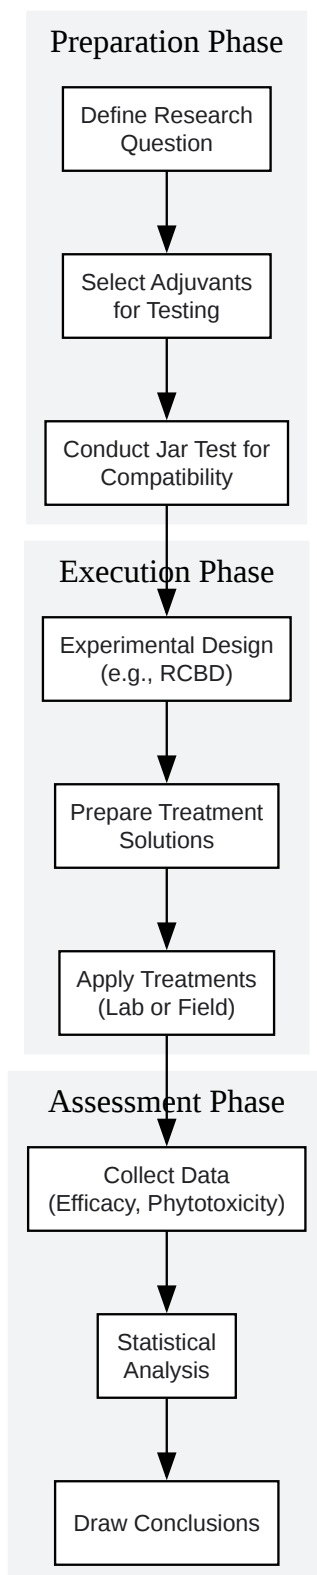 Preparation Phase
Define Research
Question
Select Adjuvants
for Testing
Conduct Jar Test for
Compatibility
Execution Phase
Experimental Design
(e.g., RCBD)
Prepare Treatment
Solutions
Apply Treatments
(Lab or Field)
Assessment Phase
Collect Data
(Efficacy, Phytotoxicity)
Statistical
Analysis
Draw Conclusions